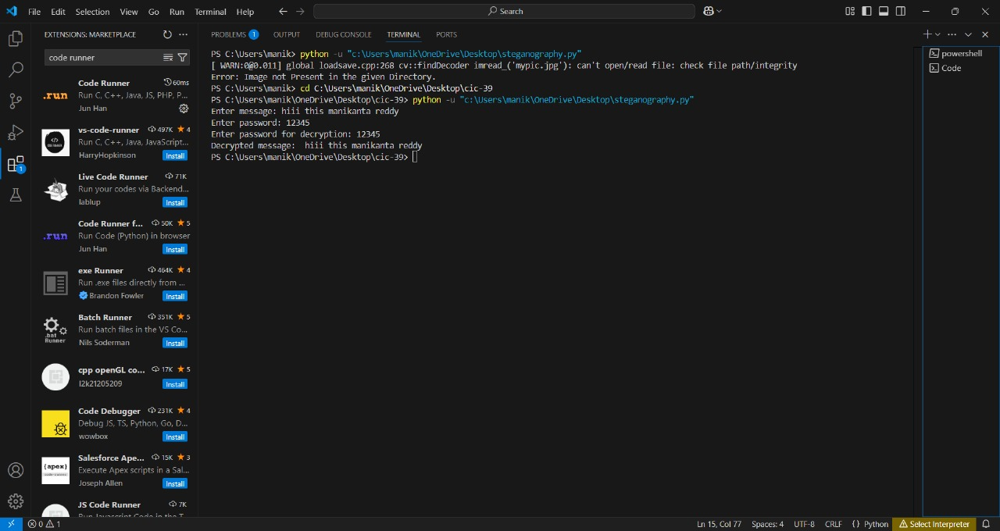 File Edit Selection View Go Run Terminal Help Search
EXTENSIONS: MARKETPLACE
code runner
.run
Code Runner 60ms
Run C, C++, Java, JS, PHP, P...
Jun Han
vs-code-runner 497K 4
Run C, C++, Java, JavaScript...
HarryHopkinson Install
Live Code Runner 71K
Run your codes via Backend...
lablup Install
.run
Code Runner f... 50K 5
Run Code (Python) in browser
Jun Han Install
exe Runner 464K 4
Run .exe files directly from ...
Brandon Fowler Install
.bat Runner
Batch Runner 351K 5
Run batch files in the VS Co...
Nils Soderman Install
cpp openGL co... 17K 5
l2k21205209 Install
Code Debugger 231K 4
Debug JS, TS, Python, Go, D...
wowbox Install
{apex}
Salesforce Ape... 15K 3
Execute Apex scripts in a Sal...
Joseph Allen Install
JS Code Runner 7K
Run Javascript Code in the T...
1
PROBLEMS 1 OUTPUT DEBUG CONSOLE TERMINAL PORTS
PS C:\Users\manik> python -u "c:\Users\manik\OneDrive\Desktop\steganography.py"
[ WARN:0@0.011] global loadsave.cpp:268 cv::findDecoder imread_('mypic.jpg'): can't open/read file: check file path/integrity
Error: Image not Present in the given Directory.
PS C:\Users\manik> cd C:\Users\manik\OneDrive\Desktop\cic-39
PS C:\Users\manik\OneDrive\Desktop\cic-39> python -u "c:\Users\manik\OneDrive\Desktop\steganography.py"
Enter message: hiii this manikanta reddy
Enter password: 12345
Enter password for decryption: 12345
Decrypted message:  hiii this manikanta reddy
PS C:\Users\manik\OneDrive\Desktop\cic-39>
powershell
Code
0 1 Ln 15, Col 77 Spaces: 4 UTF-8 CRLF {} Python Select Interpreter